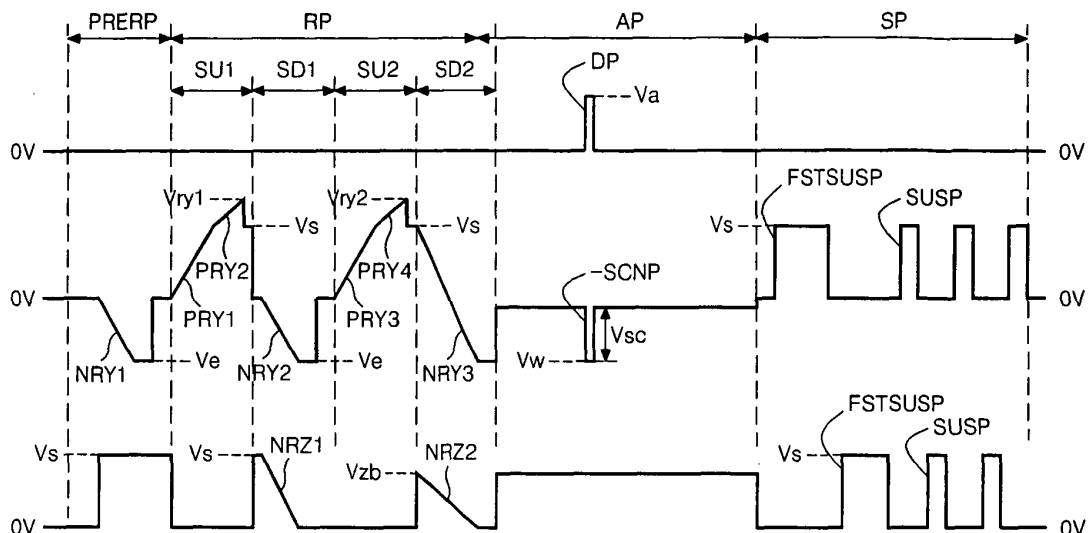 PRERP RP AP SP
SU1 SD1 SU2 SD2 DP Va
0V 0V
Vry1 Vry2 FSTSUSP SUSP
Vs Vs Vs
PRY2 PRY4 -SCNP
0V PRY1 PRY3 0V
Vsc
NRY1 Ve NRY2 Ve NRY3 Vw
FSTSUSP SUSP
Vs Vs NRZ1 Vzb NRZ2 Vs
0V 0V